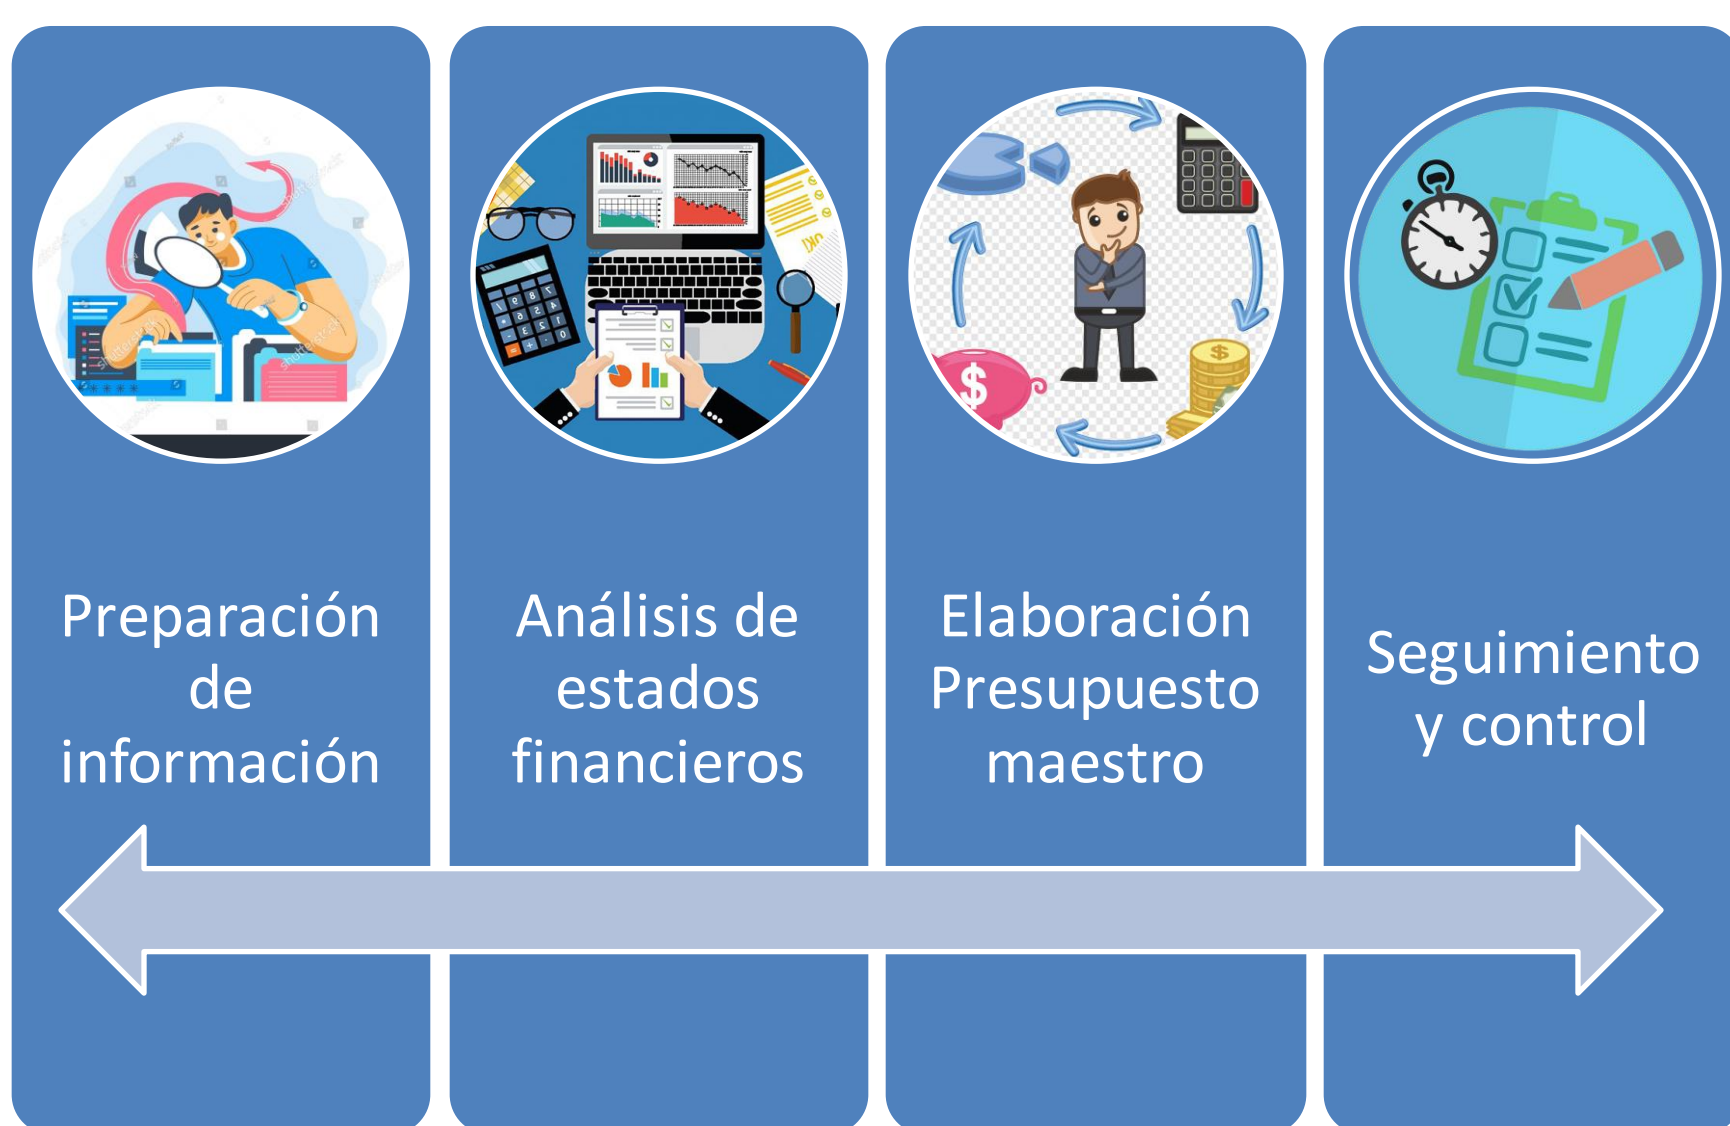 Preparación
de
información
Análisis de
estados
financieros
Elaboración
Presupuesto
maestro
Seguimiento
y control